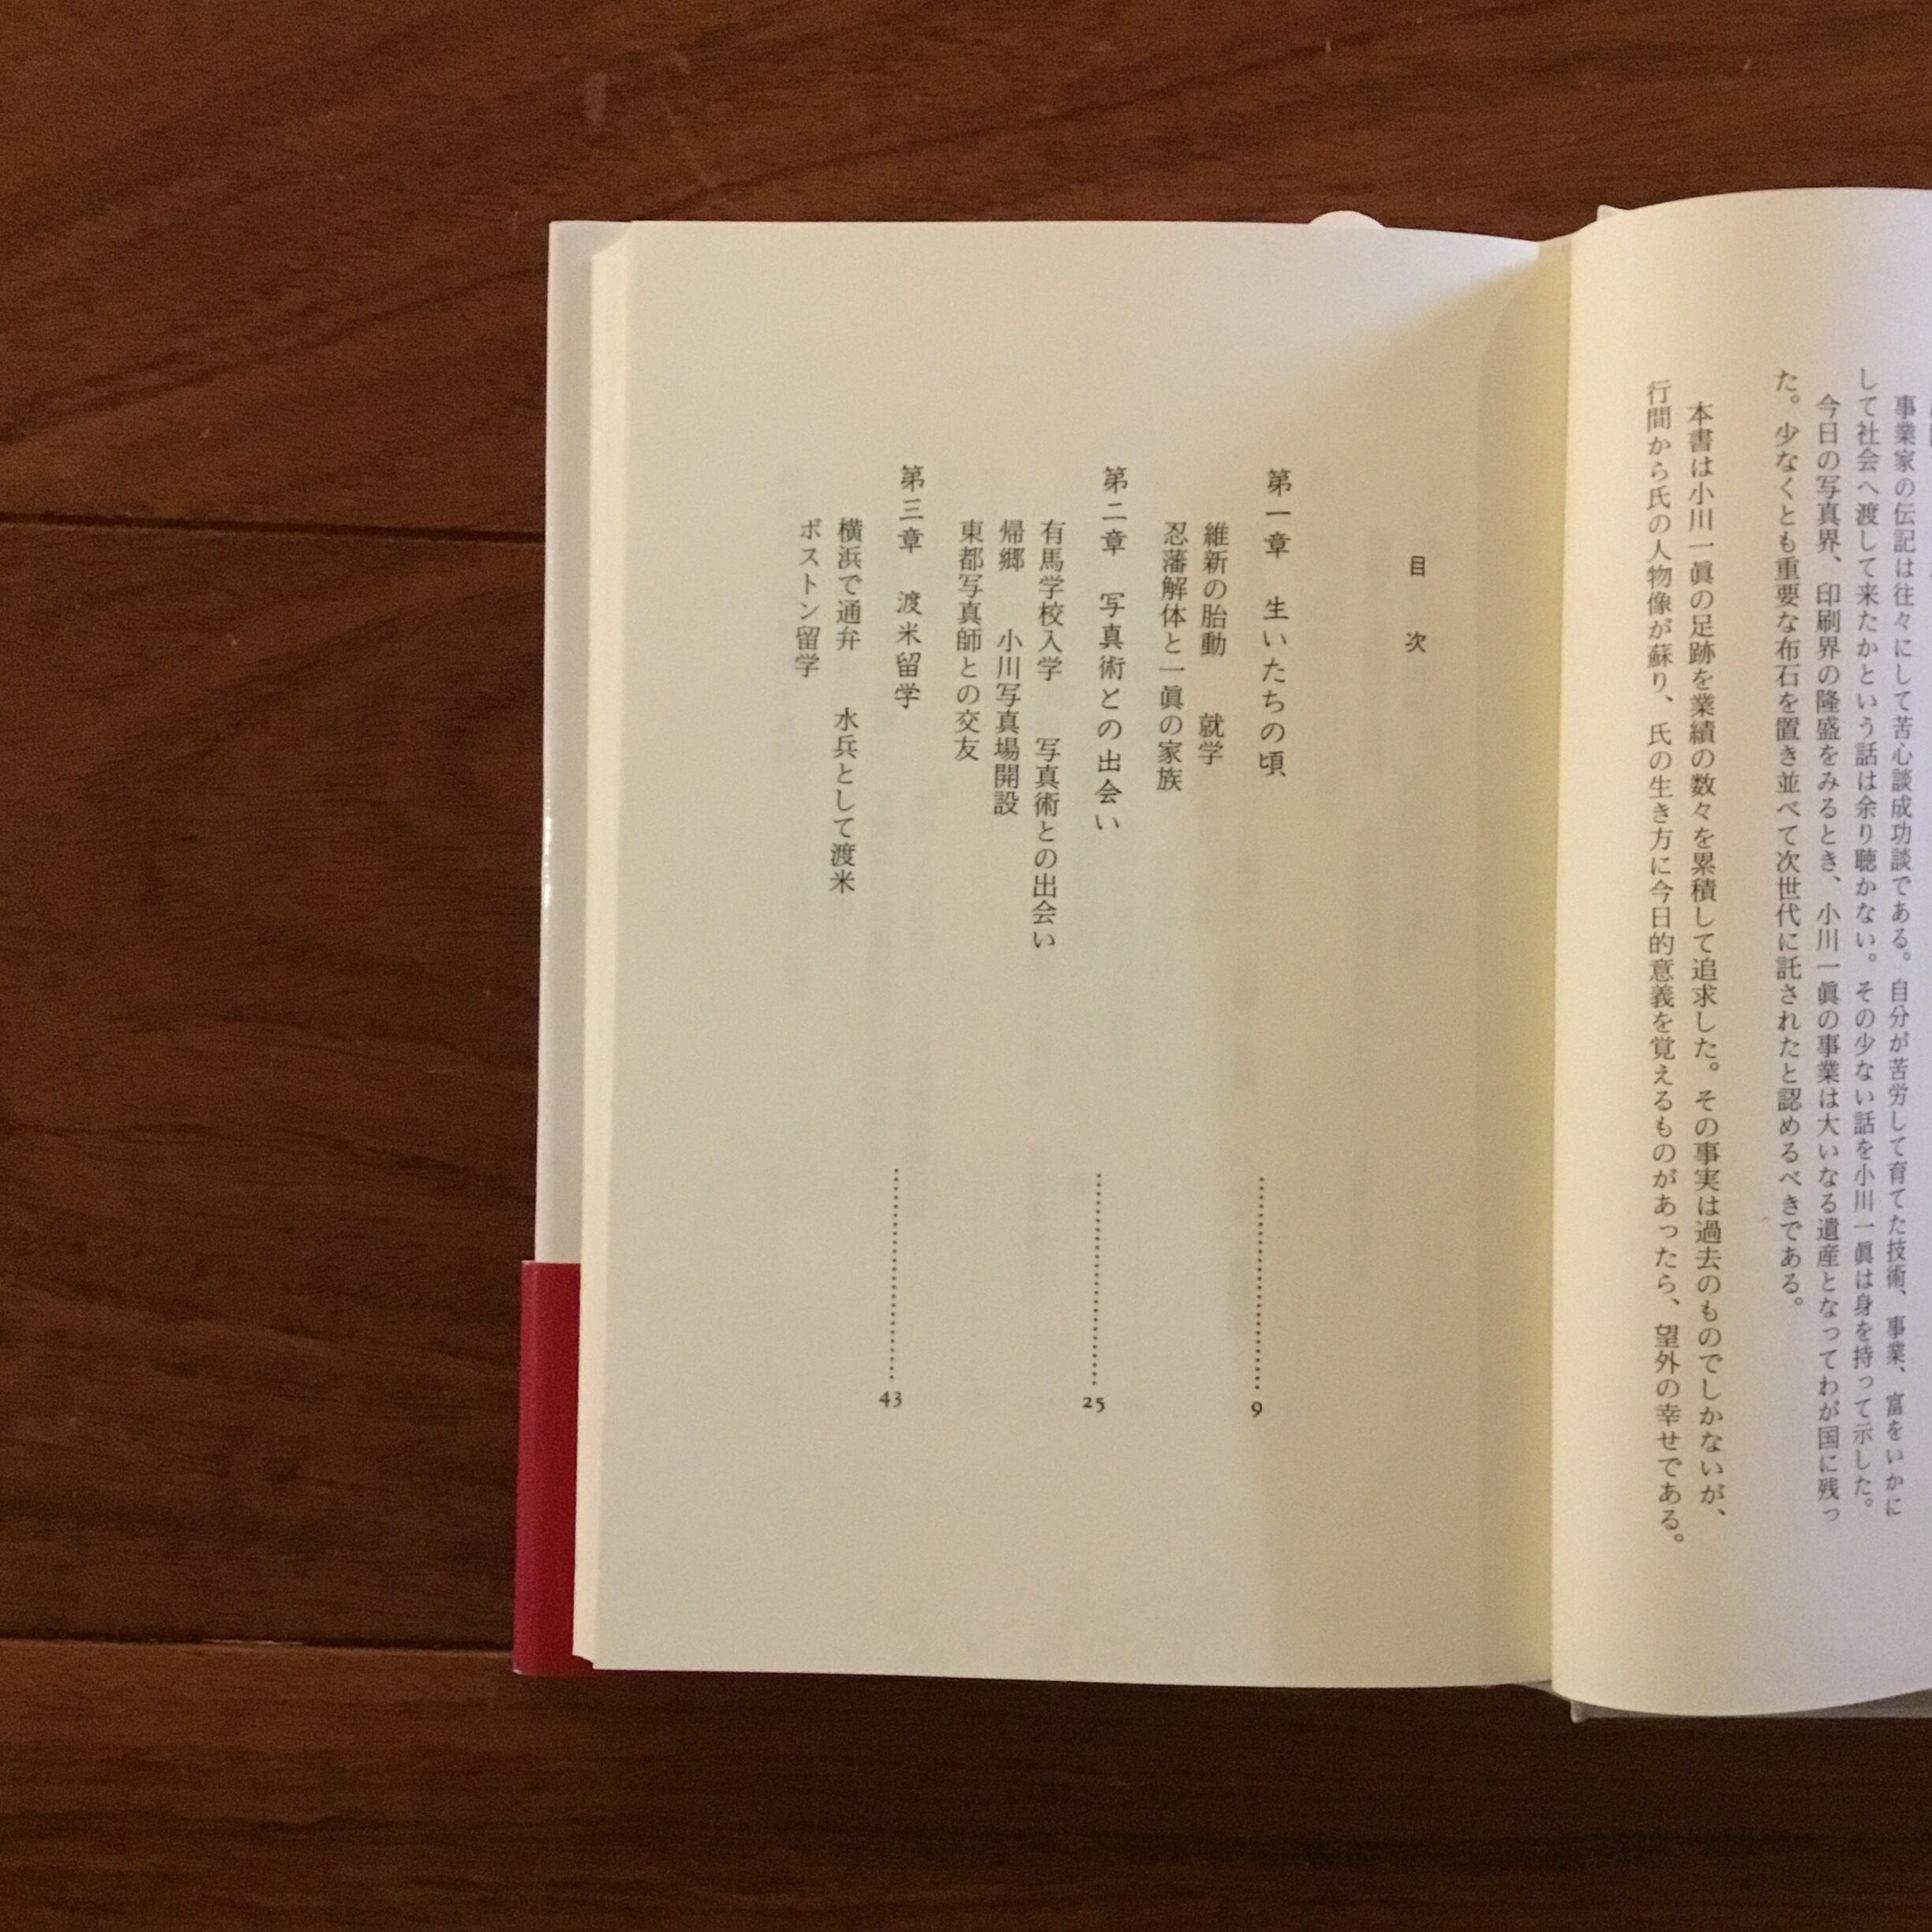 事業家の伝記は往々にして苦心談成功談である。自分が苦労して育てた技術、事業、富をいかに
して社会へ渡して来たかという話は余り聴かない。その少ない話を小川一眞は身を持って示した。
今日の写真界、印刷界の隆盛をみるとき、小川一眞の事業は大いなる遺産となってわが国に残っ
た。少なくとも重要な布石を置き並べて次世代に託されたと認めるべきである。
本書は小川一眞の足跡を業績の数々を累積して追求した。その事実は過去のものでしかないが、
行間から氏の人物像が蘇り、氏の生き方に今日的意義を覚えるものがあったら、望外の幸せである。
目次
第一章 生いたちの頃 9
維新の胎動 就学
忍藩解体と一眞の家族
第二章 写真術との出会い 25
有馬学校入学 写真術との出会い
帰郷 小川写真場開設
東都写真師との交友
第三章 渡米留学 43
横浜で通弁 水兵として渡米
ボストン留学